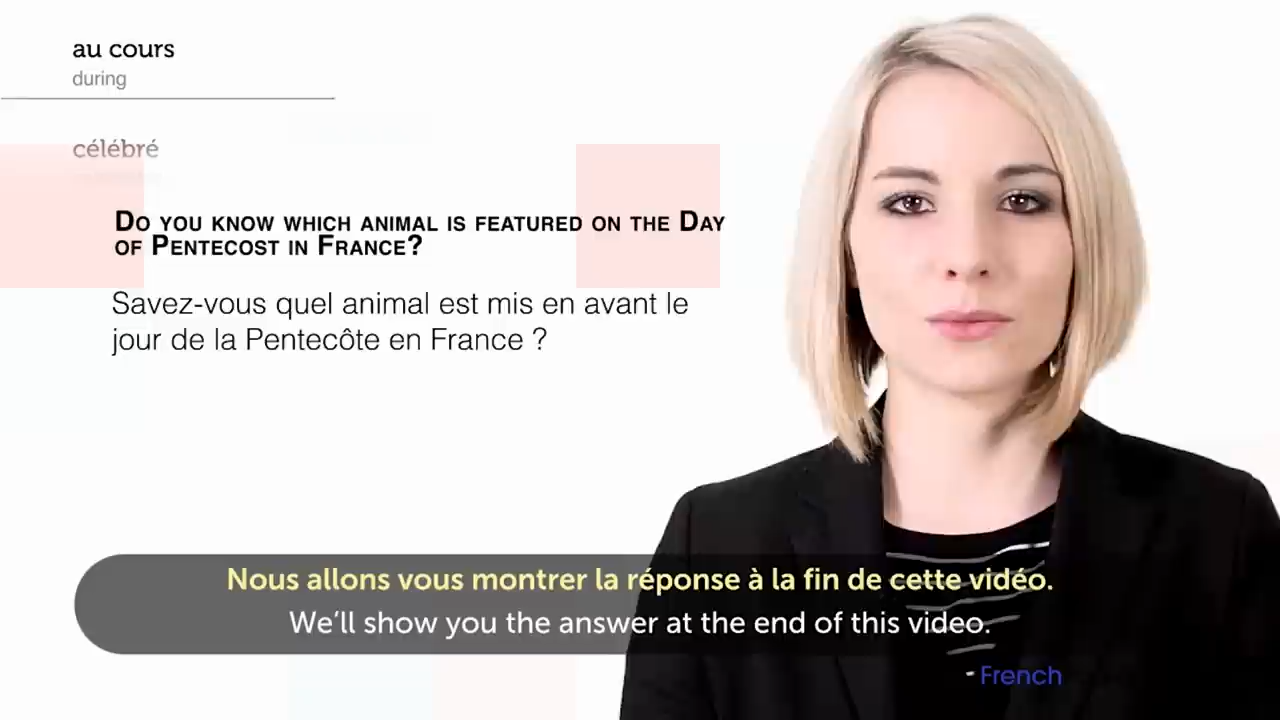 au cours
during
célébré
Do you know which animal is featured on the Day
of Pentecost in France?
Savez-vous quel animal est mis en avant le
jour de la Pentecôte en France ?
Nous allons vous montrer la réponse à la fin de cette vidéo.
We'll show you the answer at the end of this video.
- French